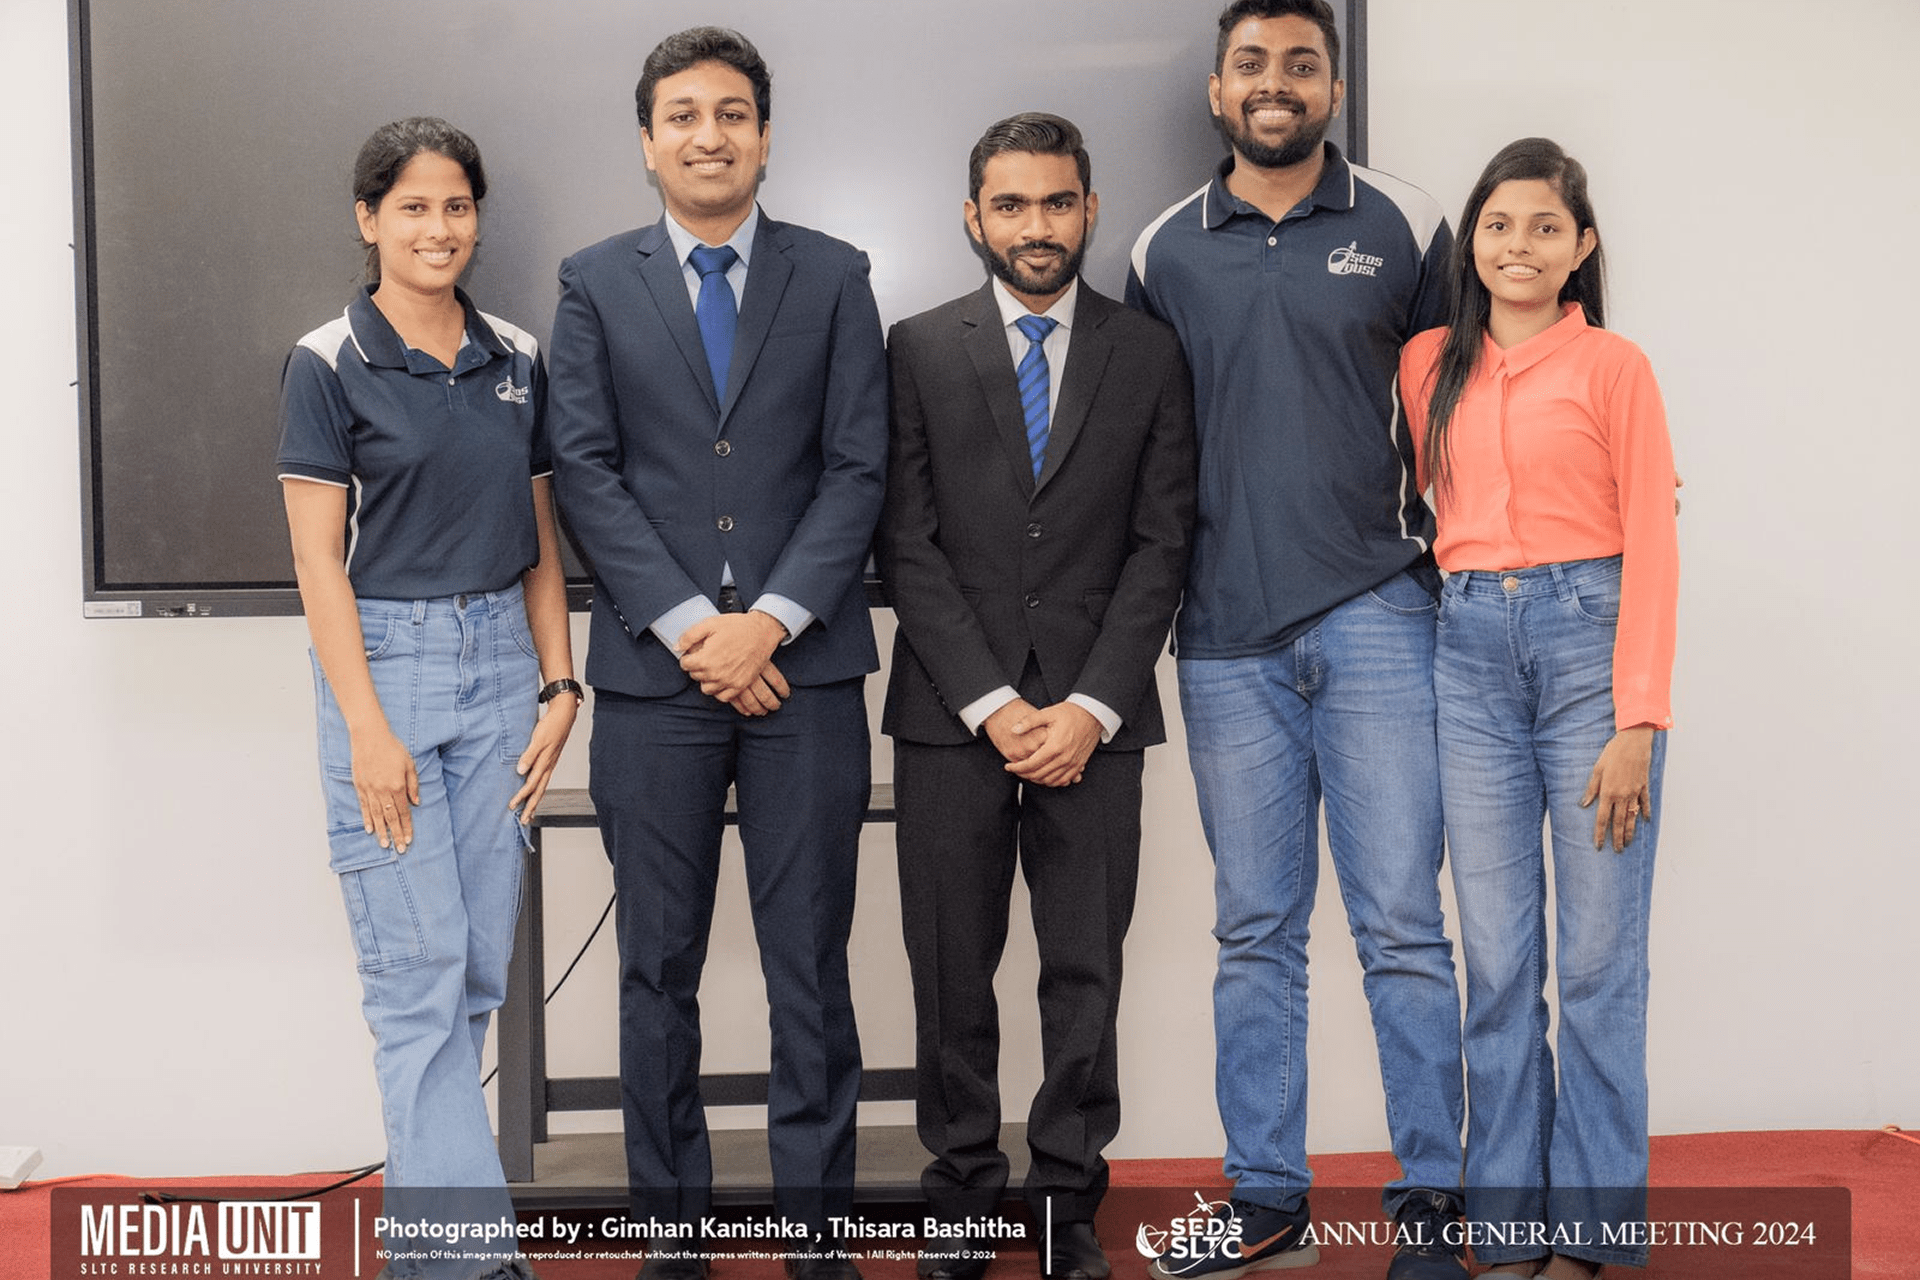 SEDS
OUSL
MEDIA UNIT
SLTC RESEARCH UNIVERSITY
Photographed by : Gimhan Kanishka , Thisara Bashitha
NO portion Of this image may be reproduced or retouched without the express written permission of Vevra. I All Rights Reserved © 2024
SEDS
SLTC
ANNUAL GENERAL MEETING 2024